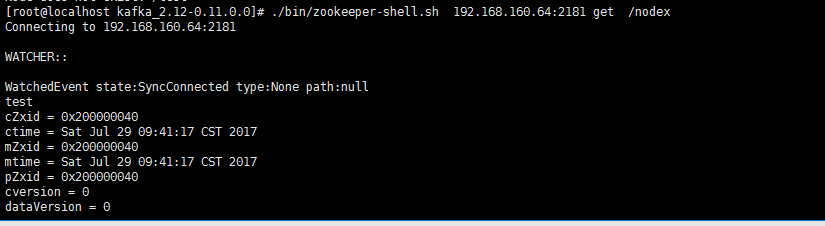 [root@localhost kafka_2.12-0.11.0.0]# ./bin/zookeeper-shell.sh  192.168.160.64:2181 get  /nodex
Connecting to 192.168.160.64:2181

WATCHER::

WatchedEvent state:SyncConnected type:None path:null
test
cZxid = 0x200000040
ctime = Sat Jul 29 09:41:17 CST 2017
mZxid = 0x200000040
mtime = Sat Jul 29 09:41:17 CST 2017
pZxid = 0x200000040
cversion = 0
dataVersion = 0